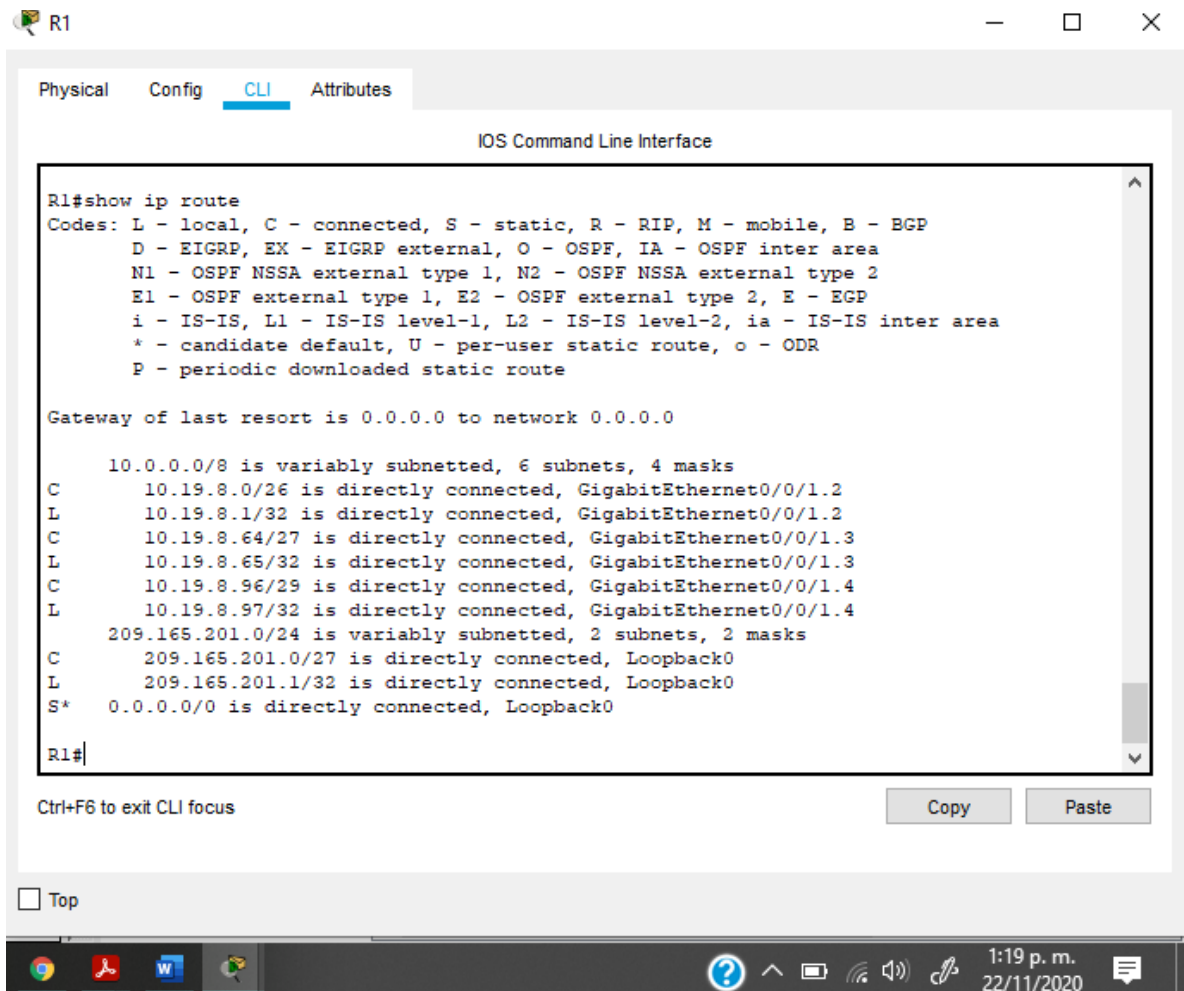 R1
Physical Config CLI Attributes
IOS Command Line Interface
R1#show ip route
Codes: L - local, C - connected, S - static, R - RIP, M - mobile, B - BGP
D - EIGRP, EX - EIGRP external, O - OSPF, IA - OSPF inter area
N1 - OSPF NSSA external type 1, N2 - OSPF NSSA external type 2
E1 - OSPF external type 1, E2 - OSPF external type 2, E - EGP
i - IS-IS, L1 - IS-IS level-1, L2 - IS-IS level-2, ia - IS-IS inter area
* - candidate default, U - per-user static route, o - ODR
P - periodic downloaded static route
Gateway of last resort is 0.0.0.0 to network 0.0.0.0
10.0.0.0/8 is variably subnetted, 6 subnets, 4 masks
C 10.19.8.0/26 is directly connected, GigabitEthernet0/0/1.2
L 10.19.8.1/32 is directly connected, GigabitEthernet0/0/1.2
C 10.19.8.64/27 is directly connected, GigabitEthernet0/0/1.3
L 10.19.8.65/32 is directly connected, GigabitEthernet0/0/1.3
C 10.19.8.96/29 is directly connected, GigabitEthernet0/0/1.4
L 10.19.8.97/32 is directly connected, GigabitEthernet0/0/1.4
209.165.201.0/24 is variably subnetted, 2 subnets, 2 masks
C 209.165.201.0/27 is directly connected, Loopback0
L 209.165.201.1/32 is directly connected, Loopback0
S* 0.0.0.0/0 is directly connected, Loopback0
R1#
Ctrl+F6 to exit CLI focus
Copy Paste
Top
1:19 p. m.
22/11/2020